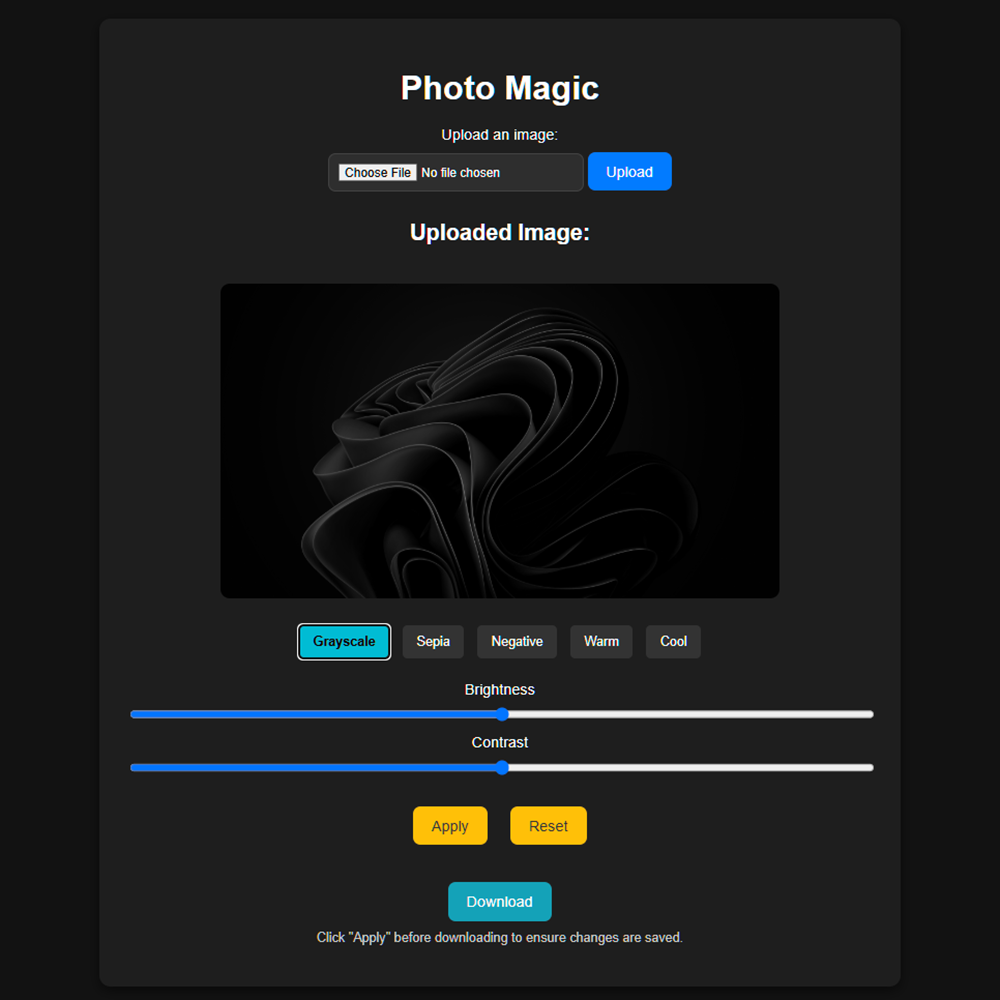 Photo Magic
Upload an image:
Choose File No file chosen Upload
Uploaded Image:
Grayscale Sepia Negative Warm Cool
Brightness
Contrast
Apply Reset
Download
Click "Apply" before downloading to ensure changes are saved.